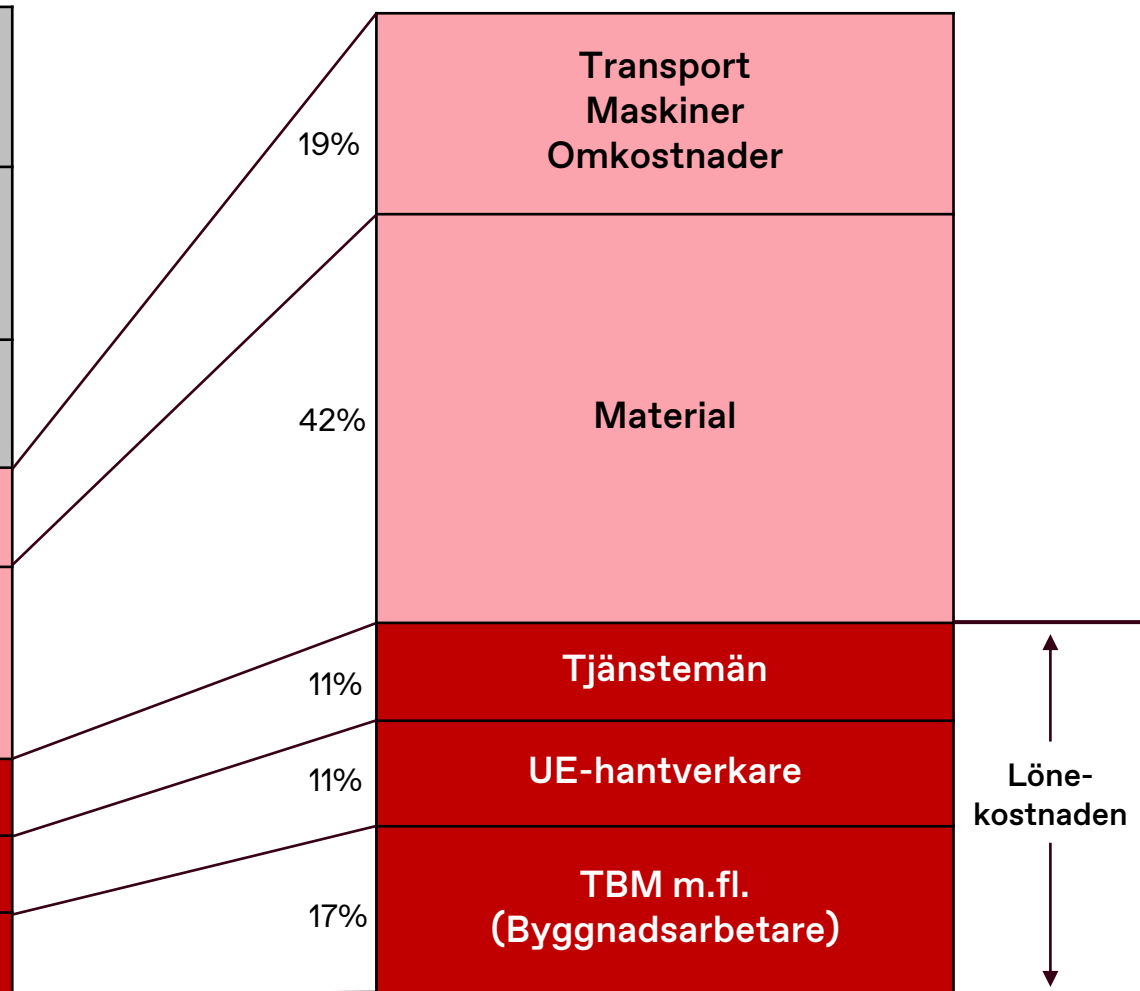 19%
Transport
Maskiner
Omkostnader
42%
Material
11%
Tjänstemän
11%
UE-hantverkare
17%
TBM m.fl.
(Byggnadsarbetare)
Löne-
kostnaden